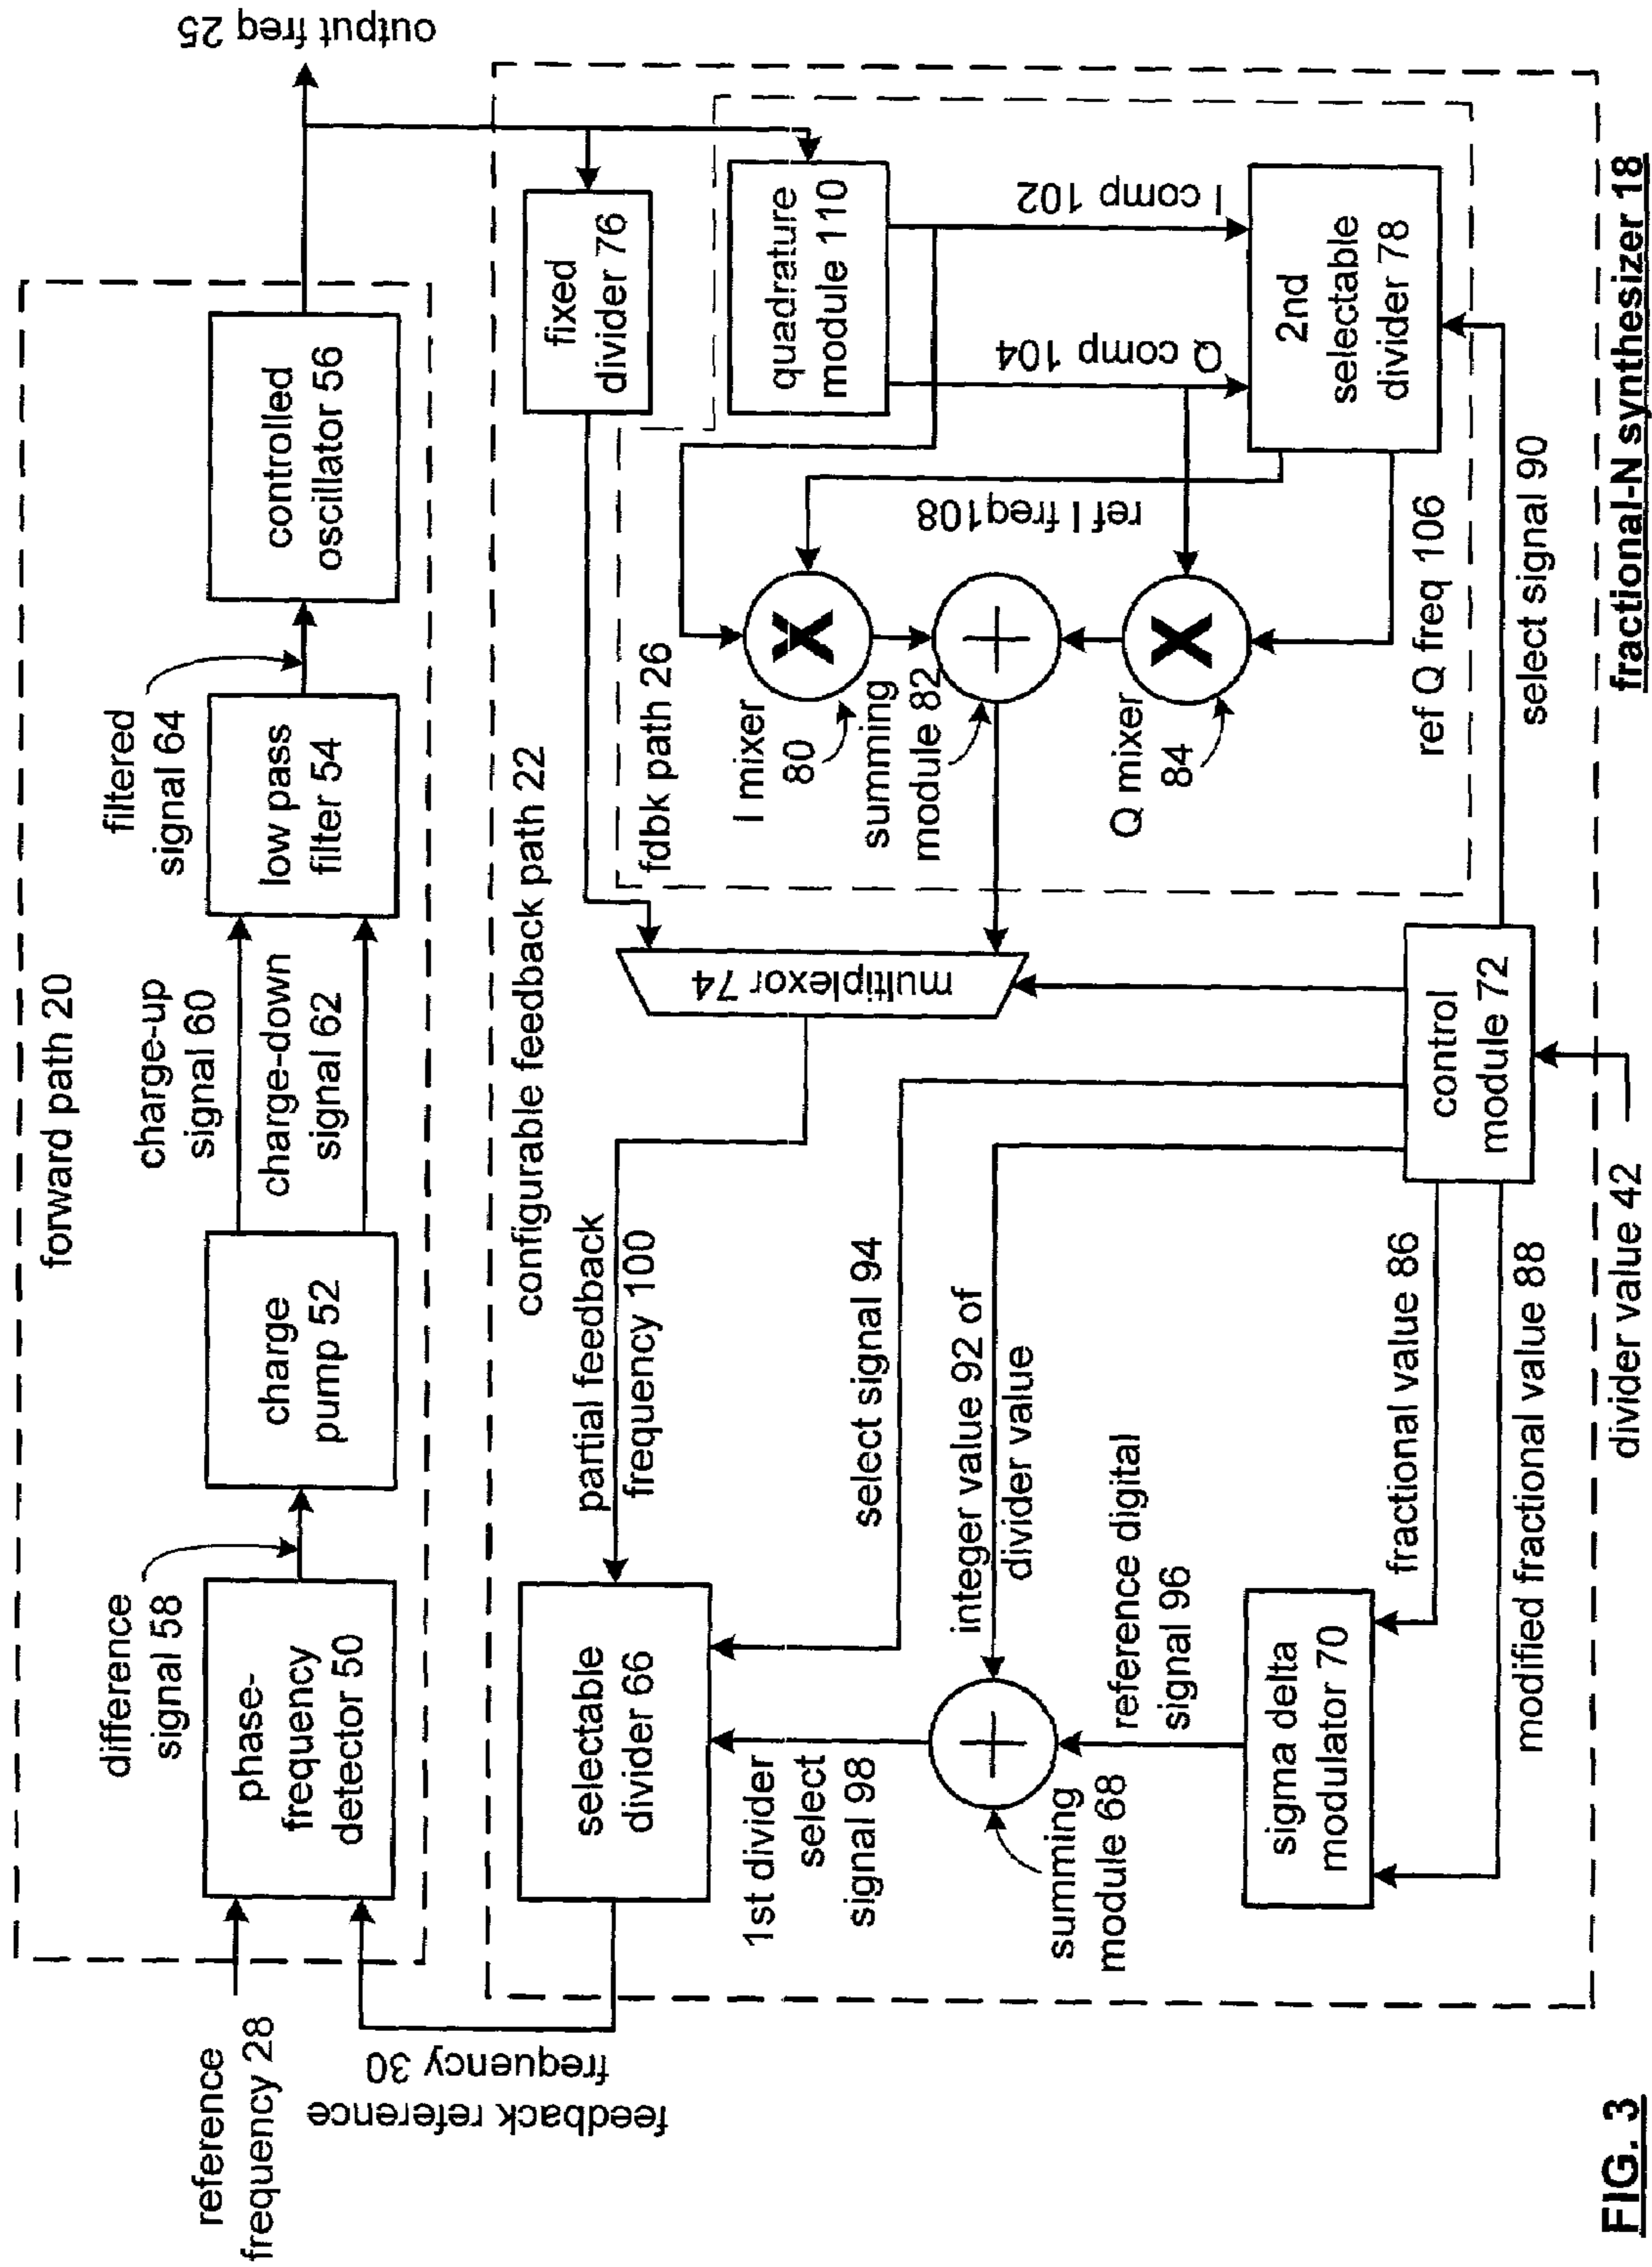 forward path 20
reference
frequency 28
feedback reference
frequency 30
phase-
frequency
detector 50
difference
signal 58
charge
pump 52
charge-up
signal 60
charge-down
signal 62
low pass
filter 54
filtered
signal 64
controlled
oscillator 56
output freq 25
configurable feedback path 22
selectable
divider 66
partial feedback
frequency 100
select signal 94
1st divider
select
signal 98
integer value 92 of
divider value
summing
module 68
reference digital
signal 96
sigma delta
modulator 70
fractional value 86
modified fractional value 88
control
module 72
divider value 42
multiplexor 74
fixed
divider 76
fdbk path 26
quadrature
module 110
I comp 102
Q comp 104
I mixer
80
summing
module 82
Q mixer
84
ref I freq108
ref Q freq 106
2nd
selectable
divider 78
select signal 90
FIG. 3
fractional-N synthesizer 18